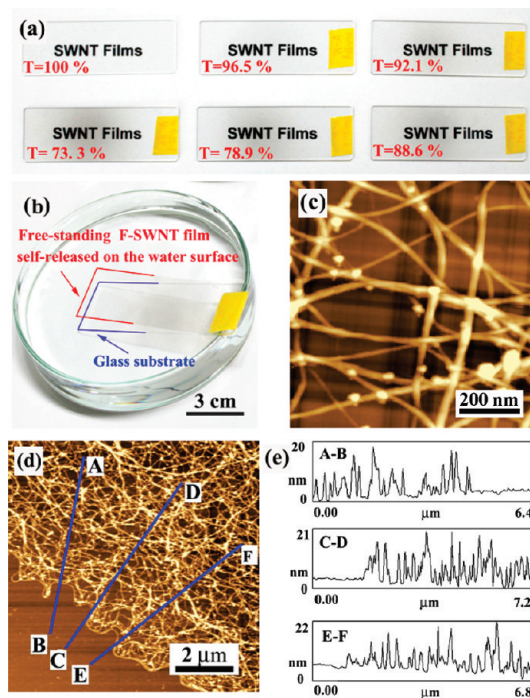 (a)
SWNT Films
T=100 %
SWNT Films
T=96.5 %
SWNT Films
T=92.1 %
SWNT Films
T= 73. 3 %
SWNT Films
T= 78.9 %
SWNT Films
T=88.6 %
(b)
Free-standing F-SWNT film
self-released on the water surface
Glass substrate
3 cm
(c)
200 nm
(d)
A
D
F
B
C
E
2 μm
(e)
20
A-B
nm
0
0.00 μm 6.4
21
C-D
nm
0
0.00 μm 7.2
22
E-F
nm
0
0.00 μm